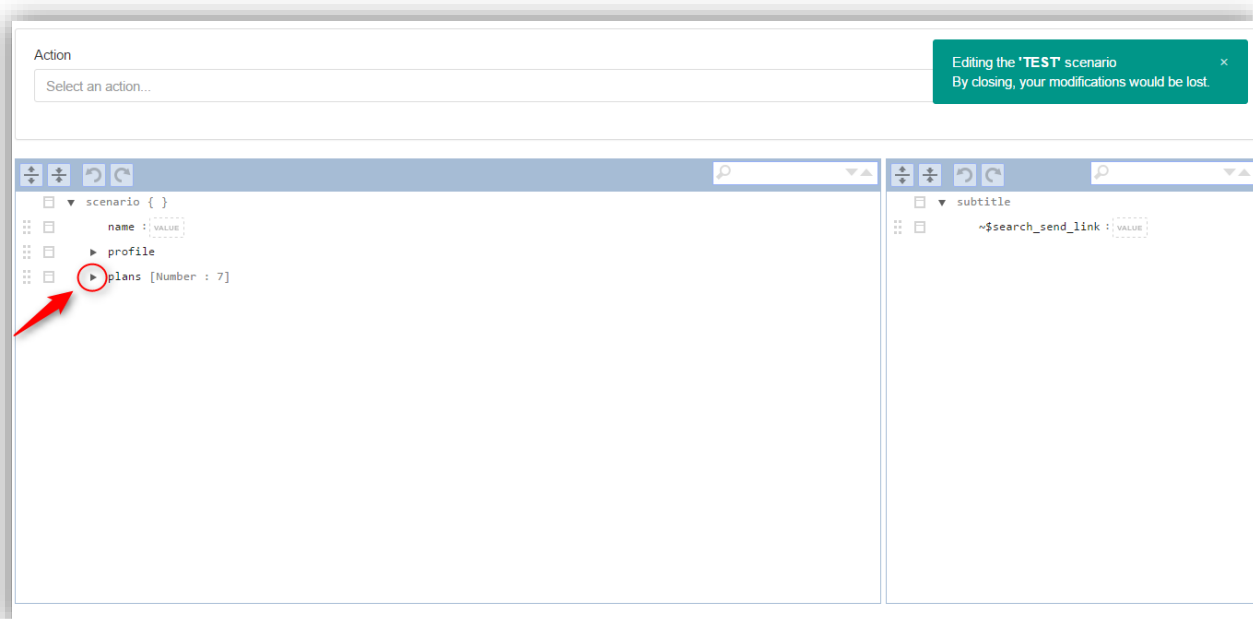 Action
Select an action...
Editing the 'TEST' scenario ×
By closing, your modifications would be lost.
scenario { }
name : VALUE
profile
plans [Number : 7]
subtitle
~$search_send_link : VALUE